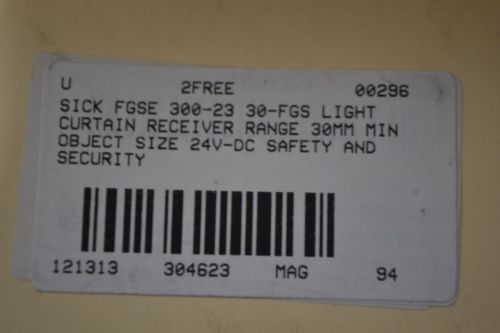 U 2FREE 00296
SICK FGSE 300-23 30-FGS LIGHT
CURTAIN RECEIVER RANGE 30MM MIN
OBJECT SIZE 24V-DC SAFETY AND
SECURITY
121313 304623 MAG 94